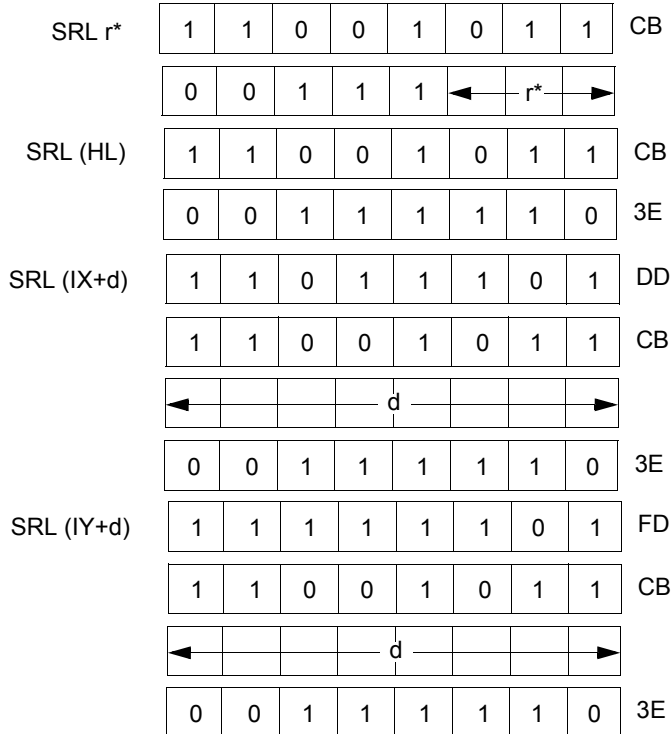 SRL r* 1 1 0 0 1 0 1 1 CB
0 0 1 1 1 r*
SRL (HL) 1 1 0 0 1 0 1 1 CB
0 0 1 1 1 1 1 0 3E
SRL (IX+d) 1 1 0 1 1 1 0 1 DD
1 1 0 0 1 0 1 1 CB
d
0 0 1 1 1 1 1 0 3E
SRL (IY+d) 1 1 1 1 1 1 0 1 FD
1 1 0 0 1 0 1 1 CB
d
0 0 1 1 1 1 1 0 3E